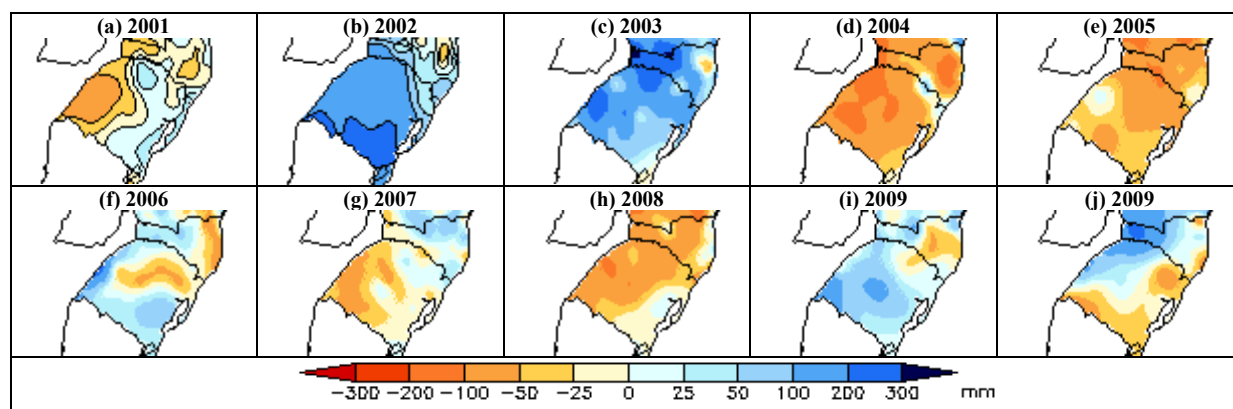 (a) 2001 (b) 2002 (c) 2003 (d) 2004 (e) 2005
(f) 2006 (g) 2007 (h) 2008 (i) 2009 (j) 2009
−300 −200 −100 −50 −25 0 25 50 100 200 300 mm